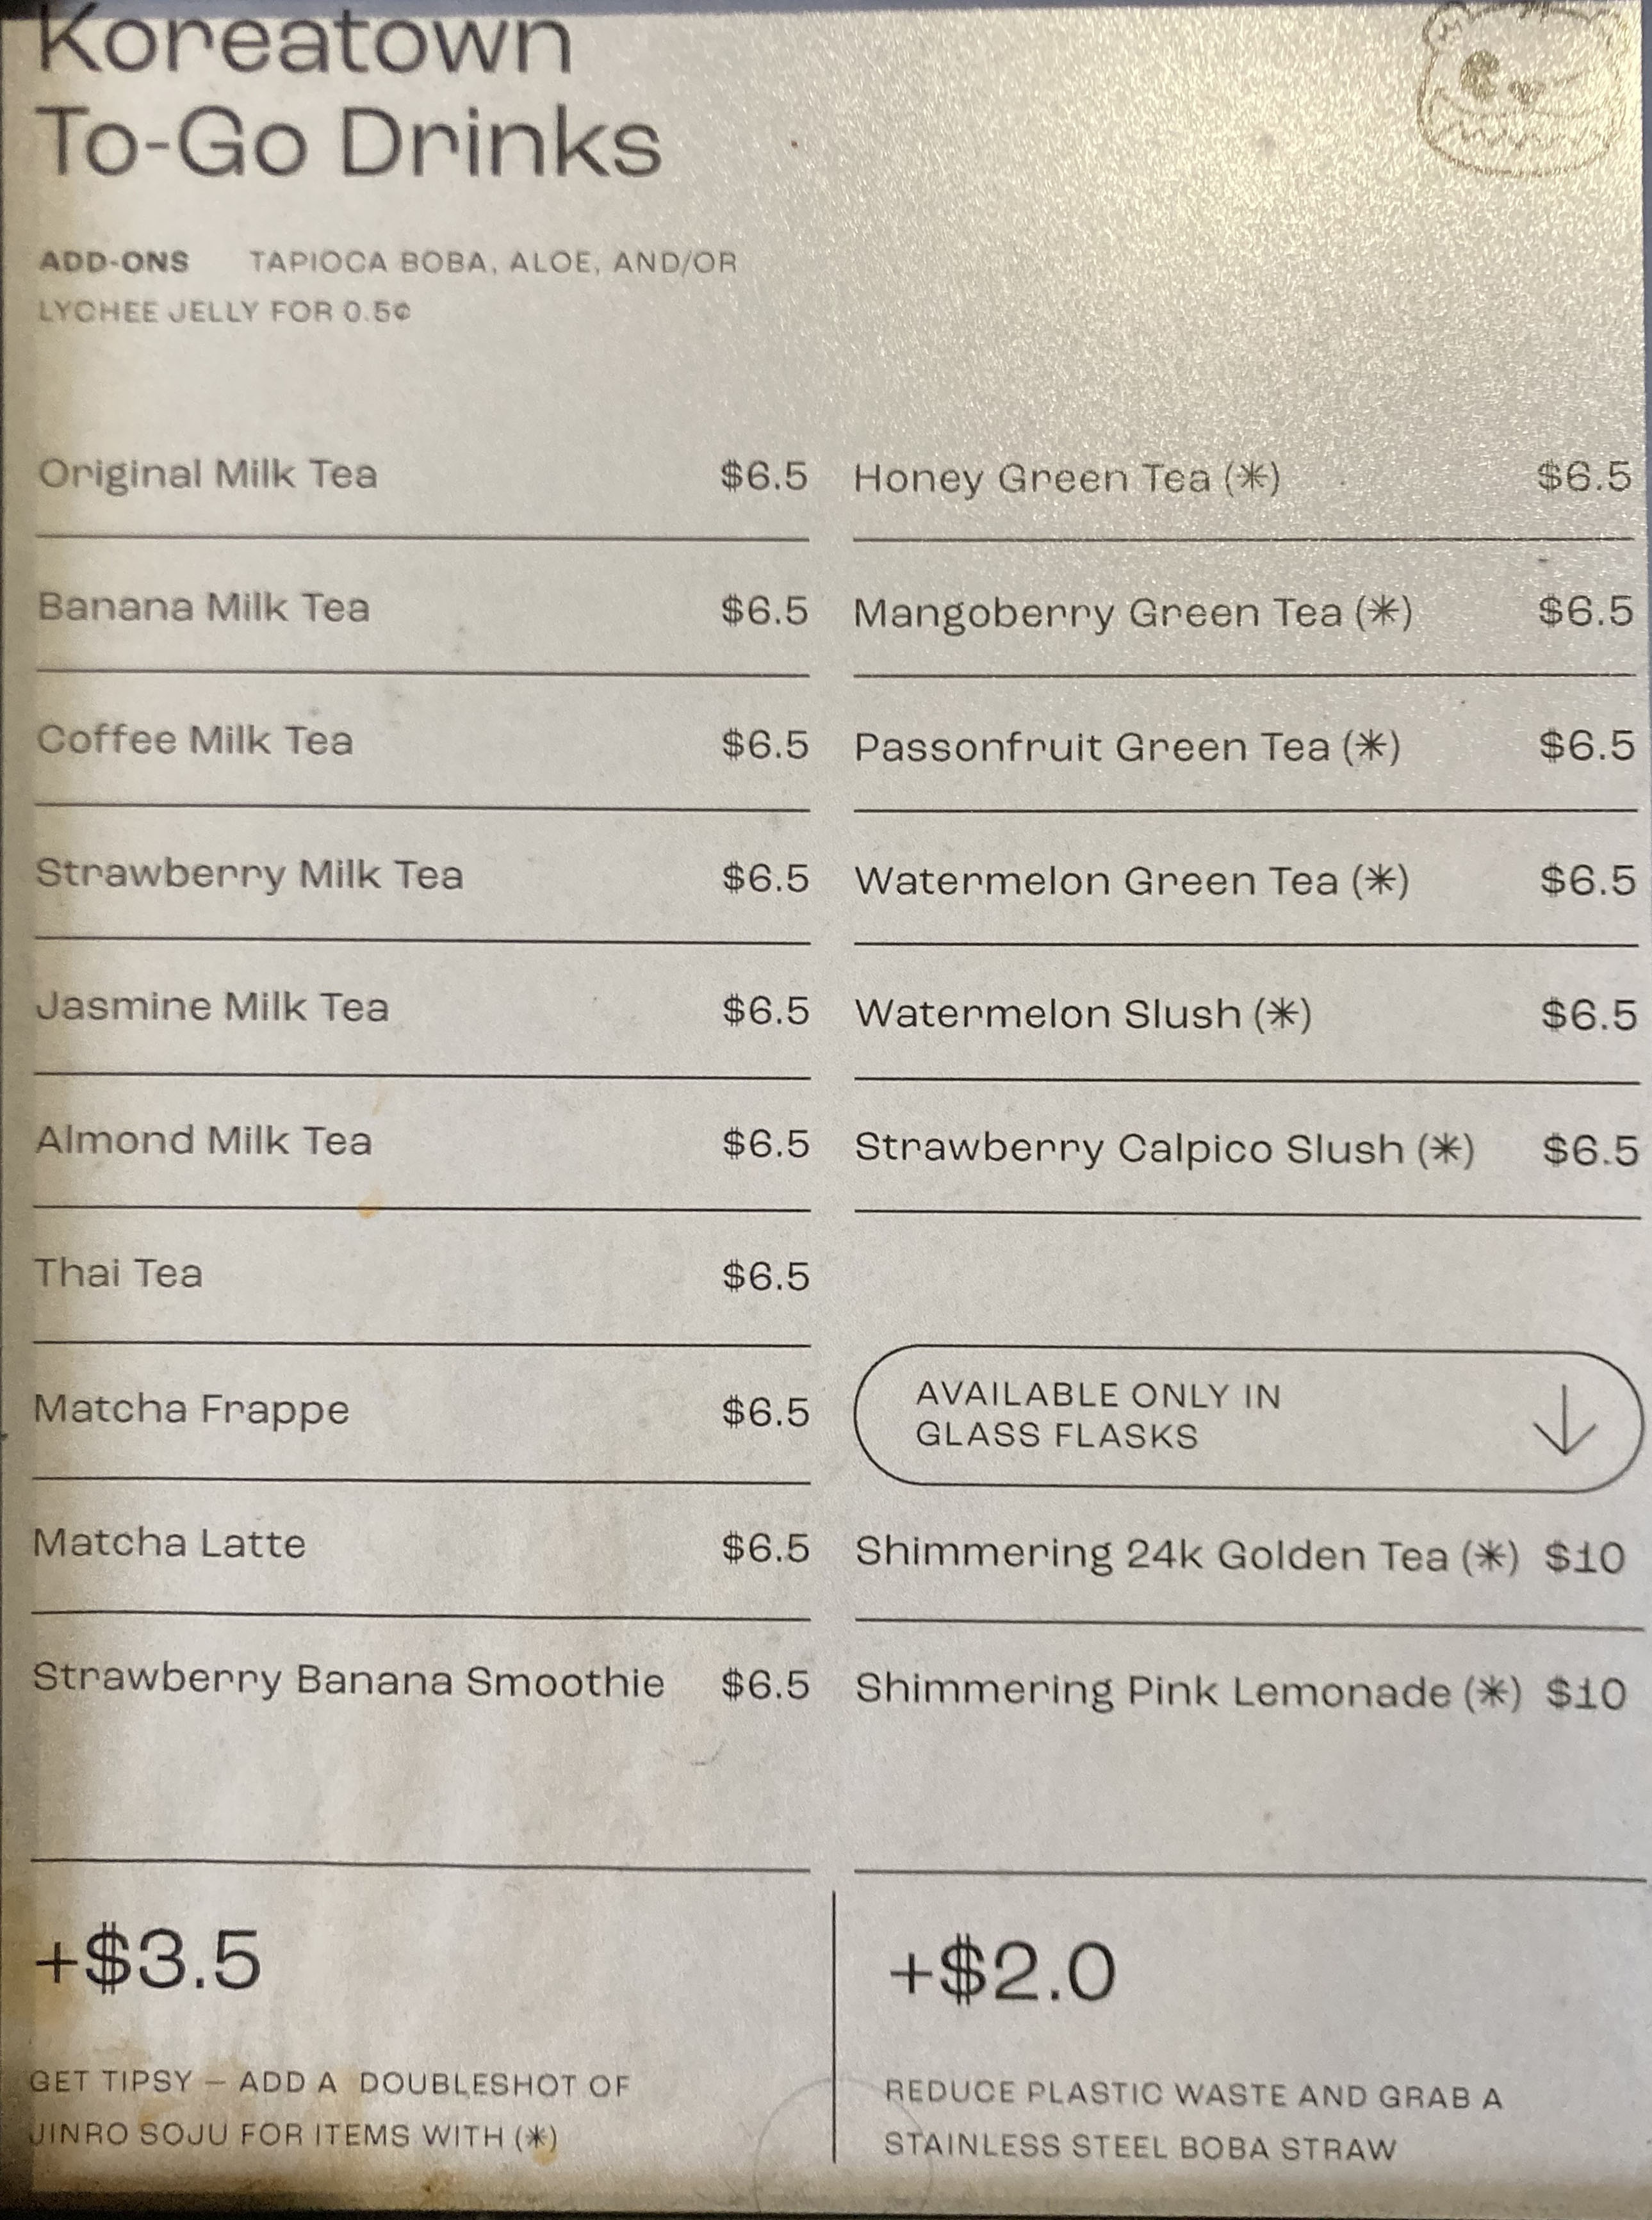 Koreatown
To-Go Drinks
ADD-ONS TAPIOCA BOBA, ALOE, AND/OR
LYCHEE JELLY FOR 0.5¢
Original Milk Tea $6.5
Banana Milk Tea $6.5
Coffee Milk Tea $6.5
Strawberry Milk Tea $6.5
Jasmine Milk Tea $6.5
Almond Milk Tea $6.5
Thai Tea $6.5
Matcha Frappe $6.5
Matcha Latte $6.5
Strawberry Banana Smoothie $6.5
Honey Green Tea (✳) $6.5
Mangoberry Green Tea (✳) $6.5
Passonfruit Green Tea (✳) $6.5
Watermelon Green Tea (✳) $6.5
Watermelon Slush (✳) $6.5
Strawberry Calpico Slush (✳) $6.5
AVAILABLE ONLY IN
GLASS FLASKS
Shimmering 24k Golden Tea (✳) $10
Shimmering Pink Lemonade (✳) $10
+$3.5
GET TIPSY – ADD A DOUBLESHOT OF
JINRO SOJU FOR ITEMS WITH (✳)
+$2.0
REDUCE PLASTIC WASTE AND GRAB A
STAINLESS STEEL BOBA STRAW